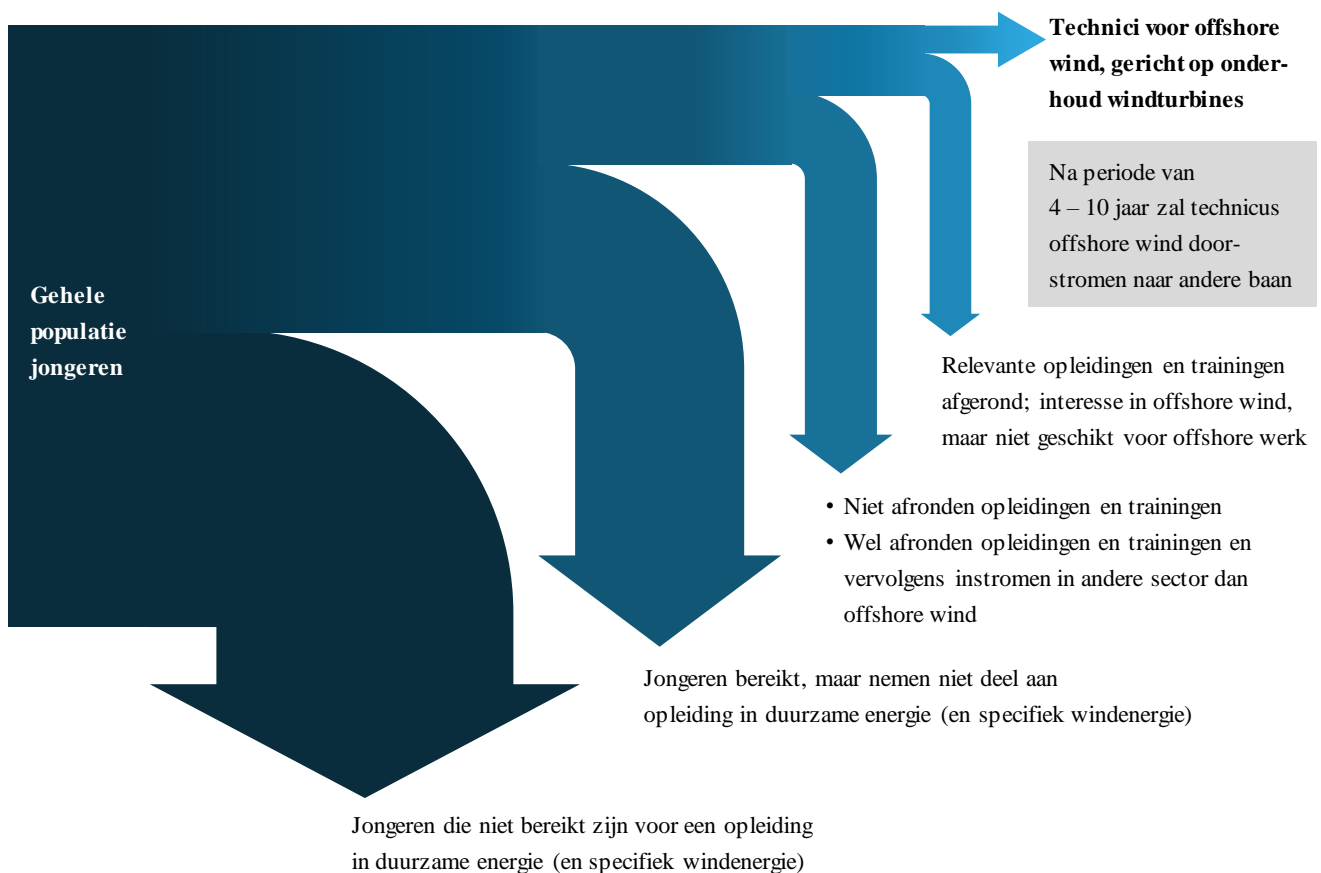 Technici voor offshore
wind, gericht op onder-
houd windturbines
Na periode van
4 – 10 jaar zal technicus
offshore wind door-
stromen naar andere baan
Gehele
populatie
jongeren
Relevante opleidingen en trainingen
afgerond; interesse in offshore wind,
maar niet geschikt voor offshore werk
• Niet afronden opleidingen en trainingen
• Wel afronden opleidingen en trainingen en
vervolgens instromen in andere sector dan
offshore wind
Jongeren bereikt, maar nemen niet deel aan
opleiding in duurzame energie (en specifiek windenergie)
Jongeren die niet bereikt zijn voor een opleiding
in duurzame energie (en specifiek windenergie)